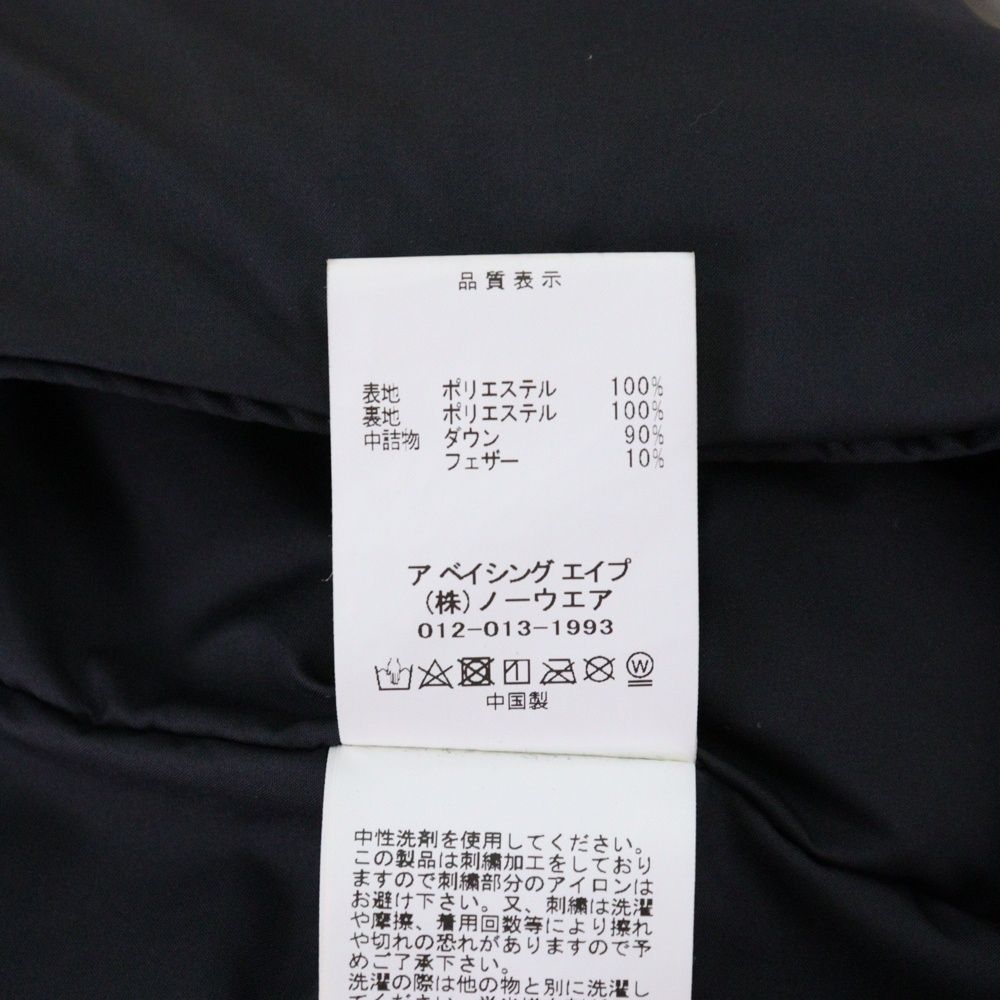 品質表示
表地 ポリエステル 100%
裏地 ポリエステル 100%
中詰物 ダウン 90%
フェザー 10%
ア ベイシング エイプ
(株)ノーウエア
012-013-1993
W
中国製
中性洗剤を使用してください。
この製品は刺繍加工をしており
ますので刺繍部分のアイロンは
お避け下さい。又、刺繍は洗濯
や摩擦、着用回数等により擦れ
や切れの恐れがありますので予
めご了承下さい。
洗濯の際は他の物と別に洗濯し
てください。